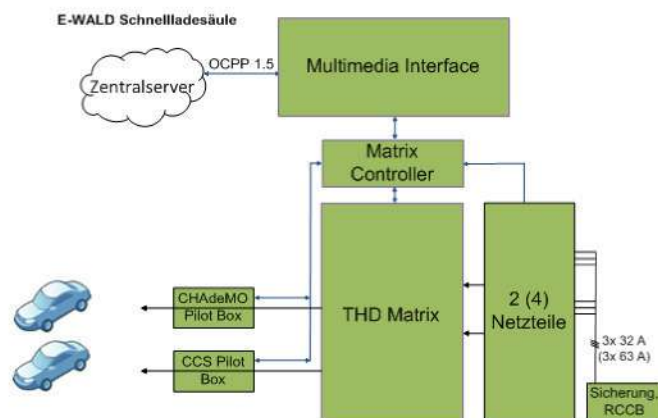 E-WALD Schnellladesäule
OCPP 1.5
Zentralserver
Multimedia Interface
Matrix
Controller
CHAdeMO
Pilot Box
CCS Pilot
Box
THD Matrix
2 (4)
Netzteile
3x 32 A
(3x 63 A)
Sicherung,
RCCB